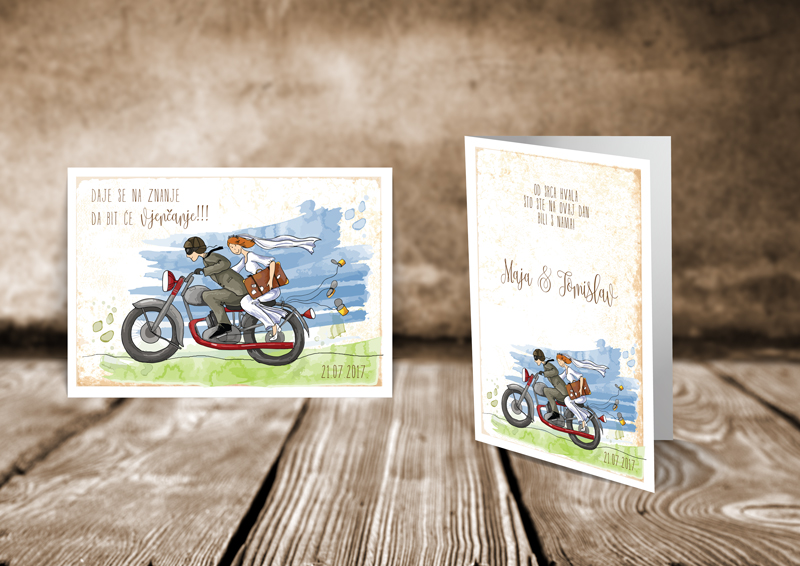 DAJE SE NA ZNANJE
DA BIT ĆE vjenčanje!!!
21.07.2017.
OD SRCA HVALA
ŠTO STE NA OVAJ DAN
BILI S NAMA!
Maja & Tomislav
21.07.2017.